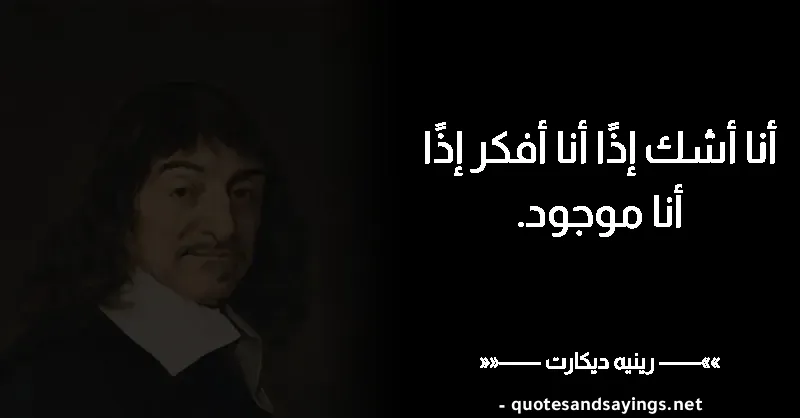 أنا أشك إذًا أنا أفكر إذًا
أنا موجود.
»»—— رينيه ديكارت ——««
- quotesandsayings.net